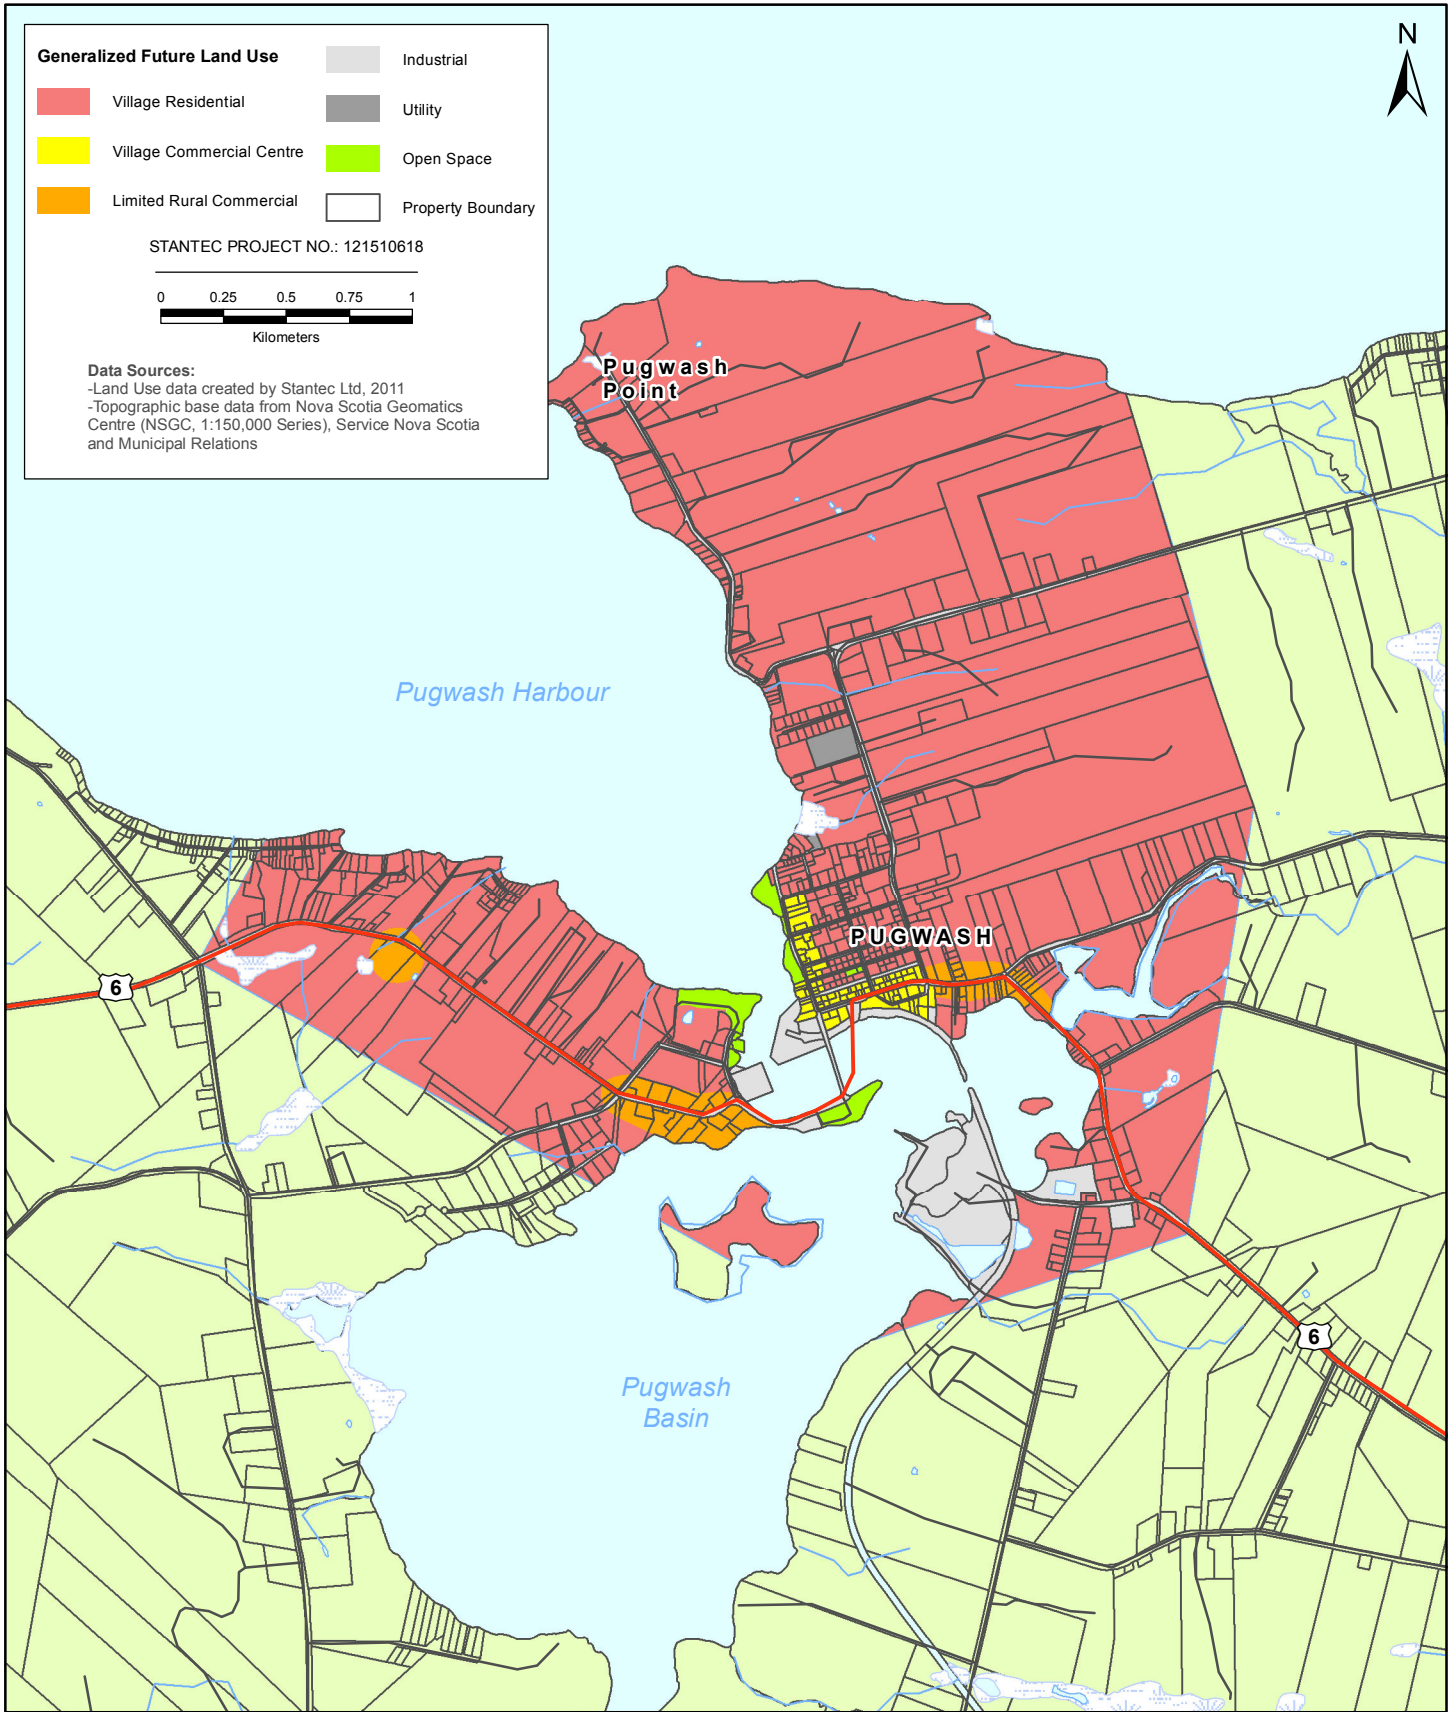 Generalized Future Land Use
Village Residential
Village Commercial Centre
Limited Rural Commercial
Industrial
Utility
Open Space
Property Boundary
STANTEC PROJECT NO.: 121510618
0 0.25 0.5 0.75 1
Kilometers
Data Sources:
-Land Use data created by Stantec Ltd, 2011
-Topographic base data from Nova Scotia Geomatics
Centre (NSGC, 1:150,000 Series), Service Nova Scotia
and Municipal Relations
N
Pugwash
Point
Pugwash Harbour
PUGWASH
6
6
Pugwash
Basin